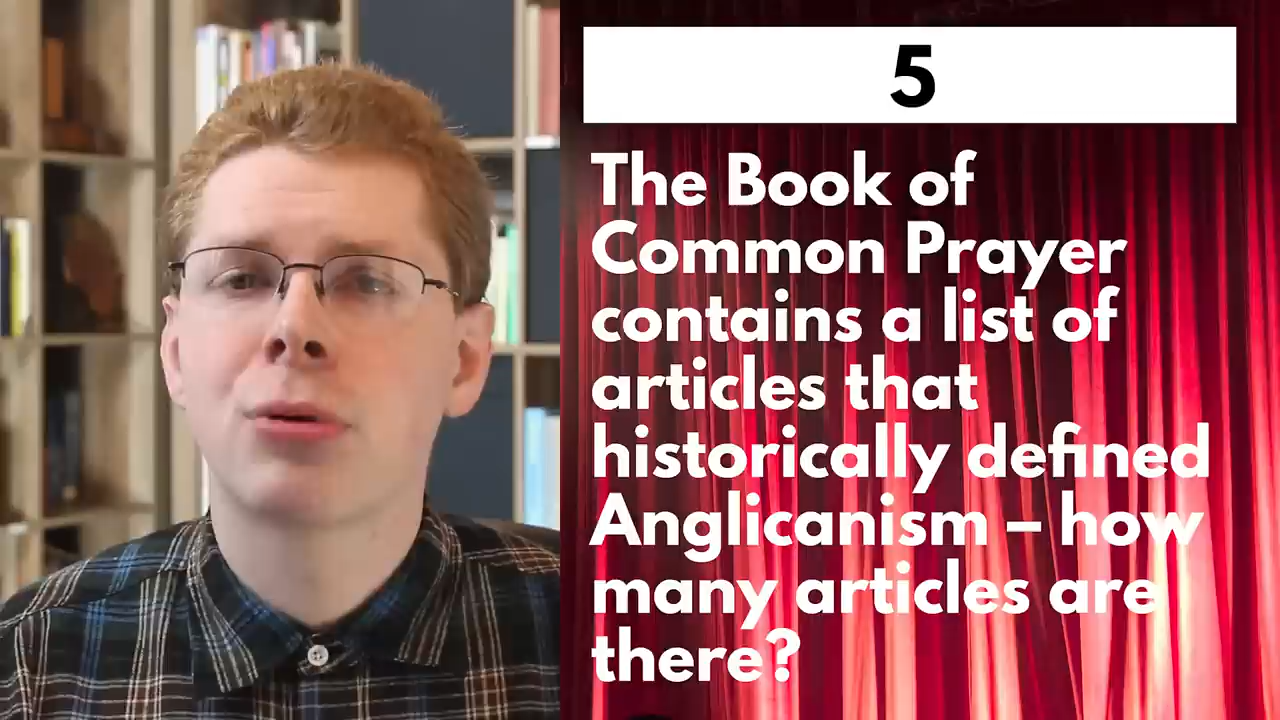 5
The Book of
Common Prayer
contains a list of
articles that
historically defined
Anglicanism – how
many articles are
there?